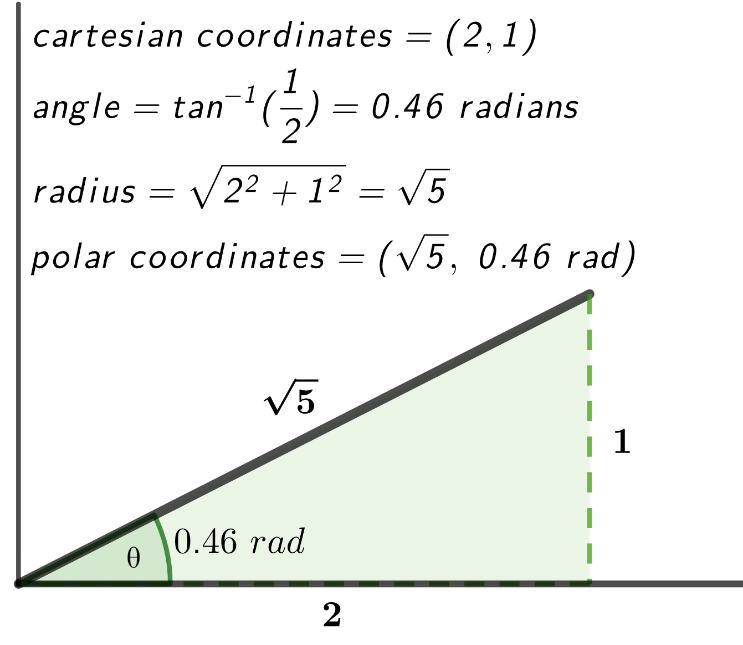 cartesian coordinates = (2, 1)
angle = tan⁻¹(1/2) = 0.46 radians
radius = √(2² + 1²) = √5
polar coordinates = (√5, 0.46 rad)
√5
1
θ 0.46 rad
2